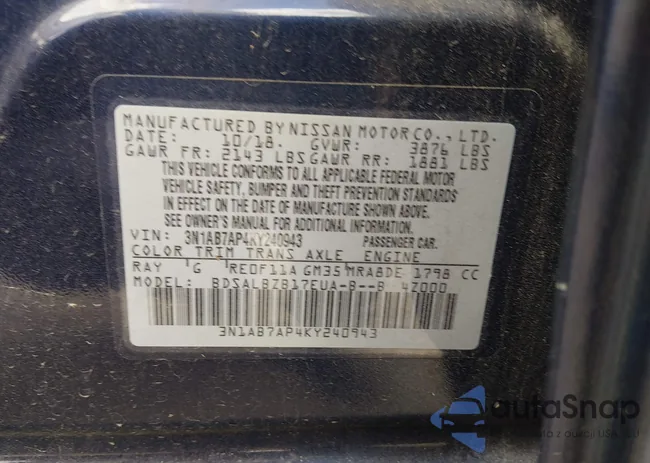 MANUFACTURED BY NISSAN MOTOR CO., LTD.
DATE: 10/18. GVWR: 3876 LBS
GAWR FR: 2143 LBS GAWR RR: 1881 LBS
THIS VEHICLE CONFORMS TO ALL APPLICABLE FEDERAL MOTOR
VEHICLE SAFETY, BUMPER AND THEFT PREVENTION STANDARDS
IN EFFECT ON THE DATE OF MANUFACTURE SHOWN ABOVE.
SEE OWNER'S MANUAL FOR ADDITIONAL INFORMATION.
VIN: 3N1AB7AP4KY240943 PASSENGER CAR.
COLOR TRIM TRANS AXLE ENGINE
RAY G RE0F11A GM35 MRA8DE 1798 CC
MODEL: BDSALBZB17EUA-B--B 4Z000
3N1AB7AP4KY240943
autoSnap